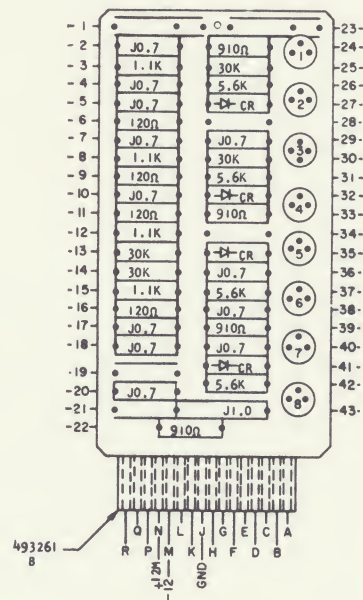 -1 23-
-2 J0.7 910Ω 1 24-
-3 1.1K 30K 25-
-4 J0.7 5.6K 2 26-
-5 J0.7 CR 27-
-6 120Ω 28-
-7 J0.7 J0.7 3 29-
-8 1.1K 30K 30-
-9 120Ω 5.6K 31-
-10 J0.7 CR 4 32-
-11 120Ω 910Ω 33-
-12 1.1K 34-
-13 30K CR 5 35-
-14 30K J0.7 36-
-15 1.1K 5.6K 6 37-
-16 120Ω J0.7 38-
-17 J0.7 910Ω 39-
-18 J0.7 J0.7 7 40-
-19 CR 41-
-20 J0.7 5.6K 42-
-21 J1.0 8 43-
-22 910Ω
493261
B
R Q P N M L K J H G F E D C B A
+12M
-12
GND